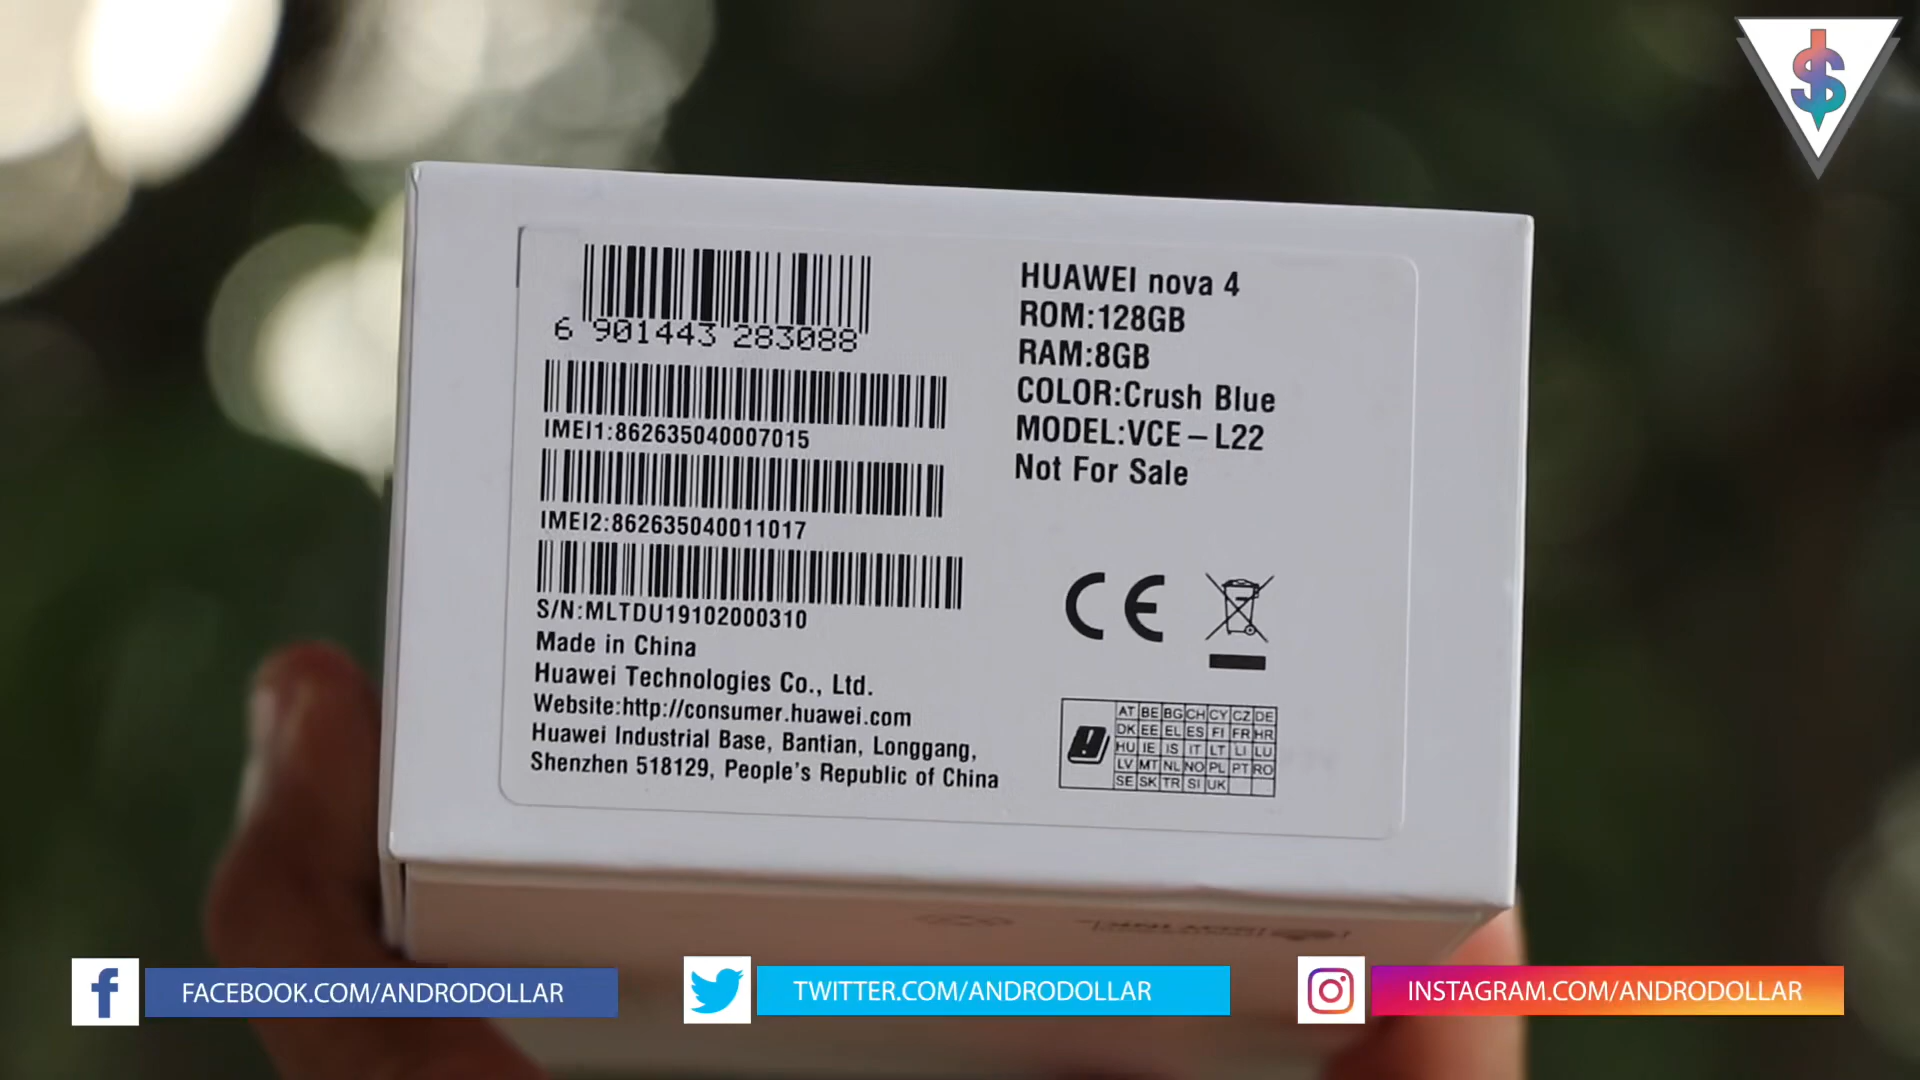 6 901443 283088
IMEI1:862635040007015
IMEI2:862635040011017
S/N:MLTDU19102000310
Made in China
Huawei Technologies Co., Ltd.
Website:http://consumer.huawei.com
Huawei Industrial Base, Bantian, Longgang,
Shenzhen 518129, People's Republic of China
HUAWEI nova 4
ROM:128GB
RAM:8GB
COLOR:Crush Blue
MODEL:VCE–L22
Not For Sale
CE
AT BE BG CH CY CZ DE
DK EE EL ES FI FR HR
HU IE IS IT LT LI LU
LV MT NL NO PL PT RO
SE SK TR SI UK
FACEBOOK.COM/ANDRODOLLAR
TWITTER.COM/ANDRODOLLAR
INSTAGRAM.COM/ANDRODOLLAR